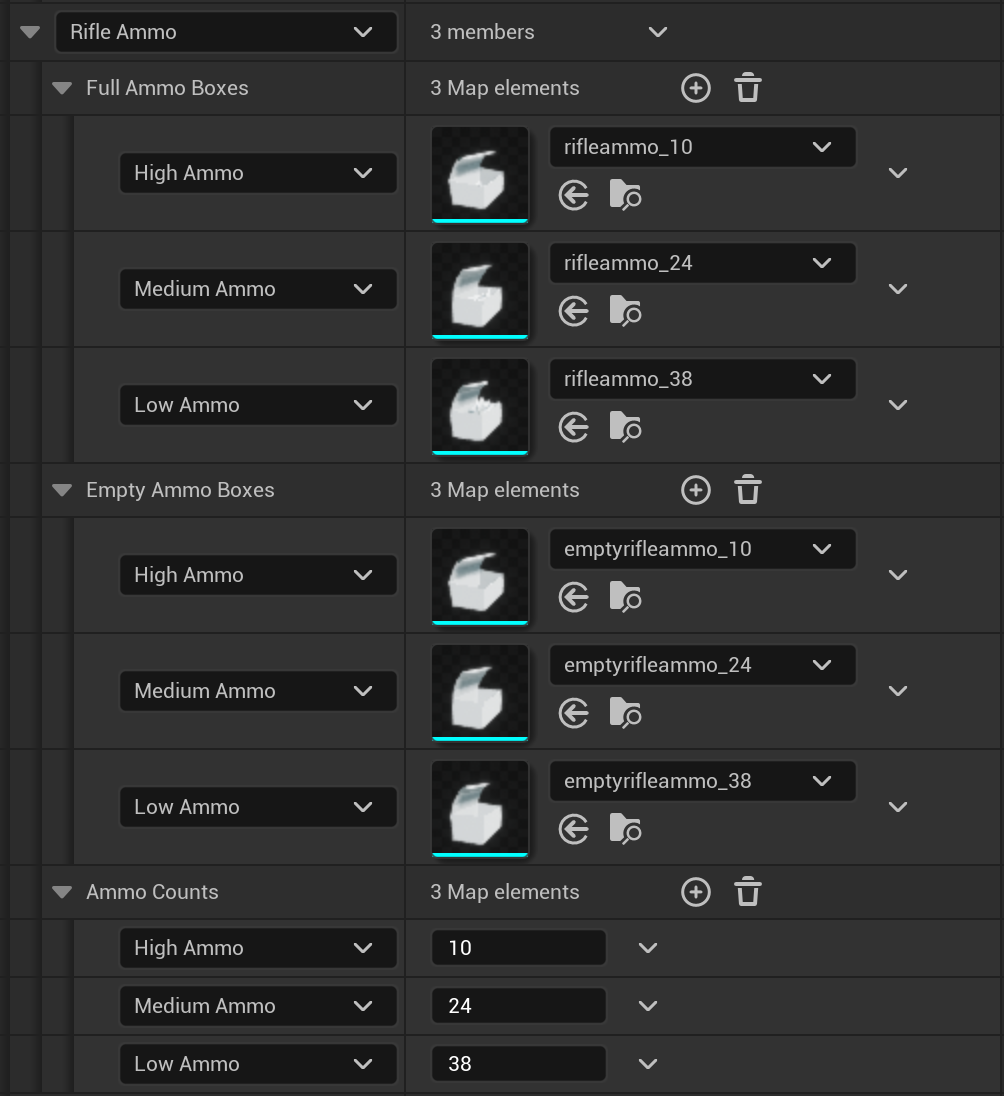 Rifle Ammo
3 members
Full Ammo Boxes
3 Map elements
High Ammo
rifleammo_10
Medium Ammo
rifleammo_24
Low Ammo
rifleammo_38
Empty Ammo Boxes
3 Map elements
High Ammo
emptyrifleammo_10
Medium Ammo
emptyrifleammo_24
Low Ammo
emptyrifleammo_38
Ammo Counts
3 Map elements
High Ammo
10
Medium Ammo
24
Low Ammo
38